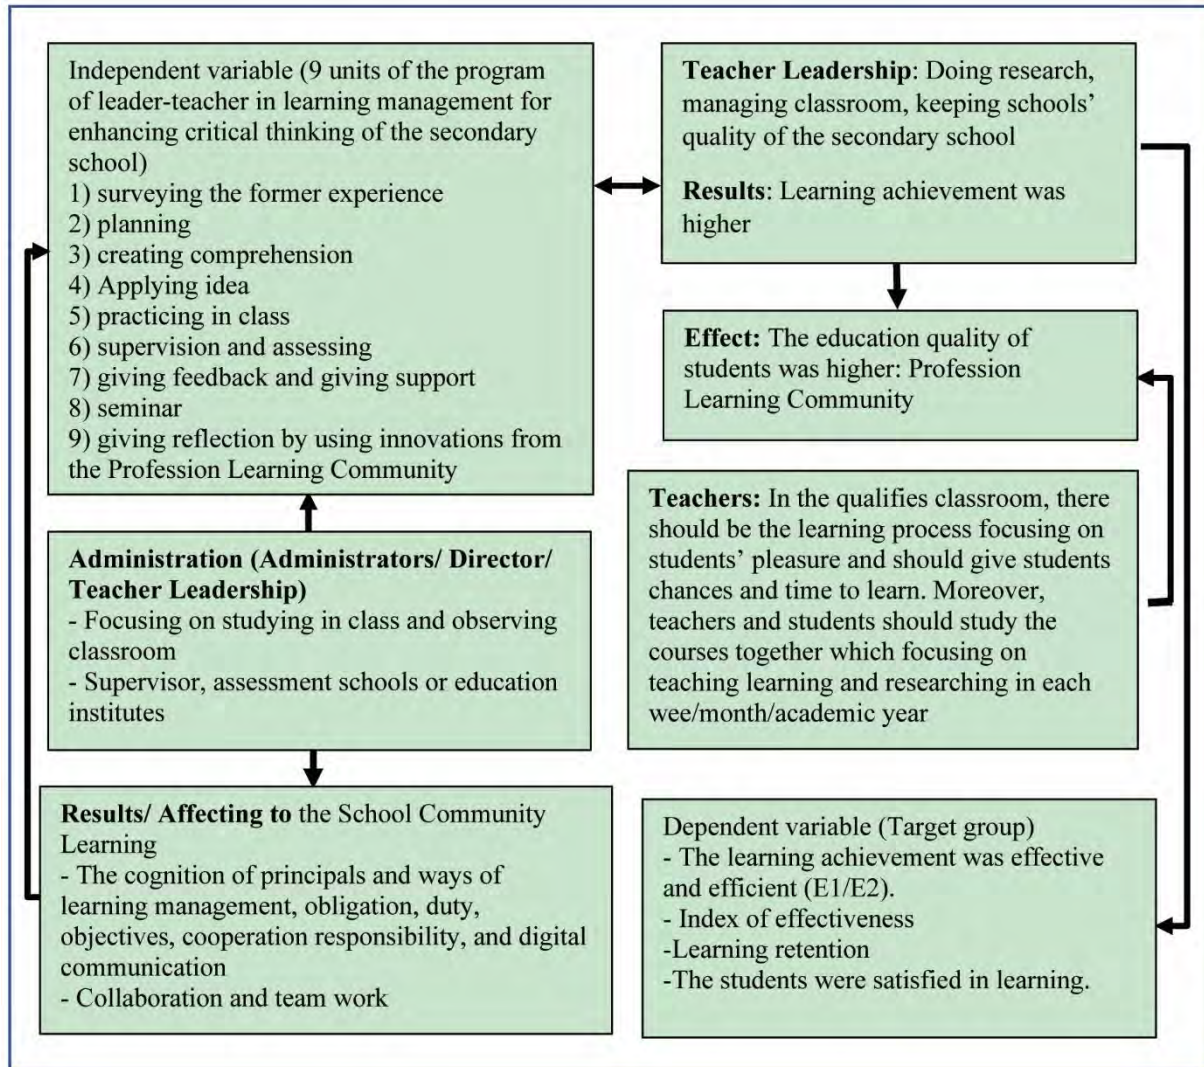 Independent variable (9 units of the program
of leader-teacher in learning management for
enhancing critical thinking of the secondary
school)
1) surveying the former experience
2) planning
3) creating comprehension
4) Applying idea
5) practicing in class
6) supervision and assessing
7) giving feedback and giving support
8) seminar
9) giving reflection by using innovations from
the Profession Learning Community
Administration (Administrators/ Director/
Teacher Leadership)
- Focusing on studying in class and observing
classroom
- Supervisor, assessment schools or education
institutes
Results/ Affecting to the School Community
Learning
- The cognition of principals and ways of
learning management, obligation, duty,
objectives, cooperation responsibility, and digital
communication
- Collaboration and team work
Teacher Leadership: Doing research,
managing classroom, keeping schools’
quality of the secondary school
Results: Learning achievement was
higher
Effect: The education quality of
students was higher: Profession
Learning Community
Teachers: In the qualifies classroom, there
should be the learning process focusing on
students’ pleasure and should give students
chances and time to learn. Moreover,
teachers and students should study the
courses together which focusing on
teaching learning and researching in each
wee/month/academic year
Dependent variable (Target group)
- The learning achievement was effective
and efficient (E1/E2).
- Index of effectiveness
-Learning retention
-The students were satisfied in learning.